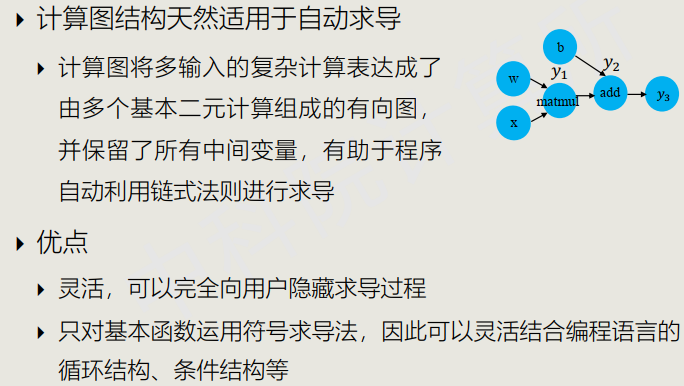 计算图结构天然适用于自动求导
计算图将多输入的复杂计算表达成了
由多个基本二元计算组成的有向图，
并保留了所有中间变量，有助于程序
自动利用链式法则进行求导
b
w
y₁
y₂
matmul
add
y₃
x
优点
灵活，可以完全向用户隐藏求导过程
只对基本函数运用符号求导法，因此可以灵活结合编程语言的
循环结构、条件结构等